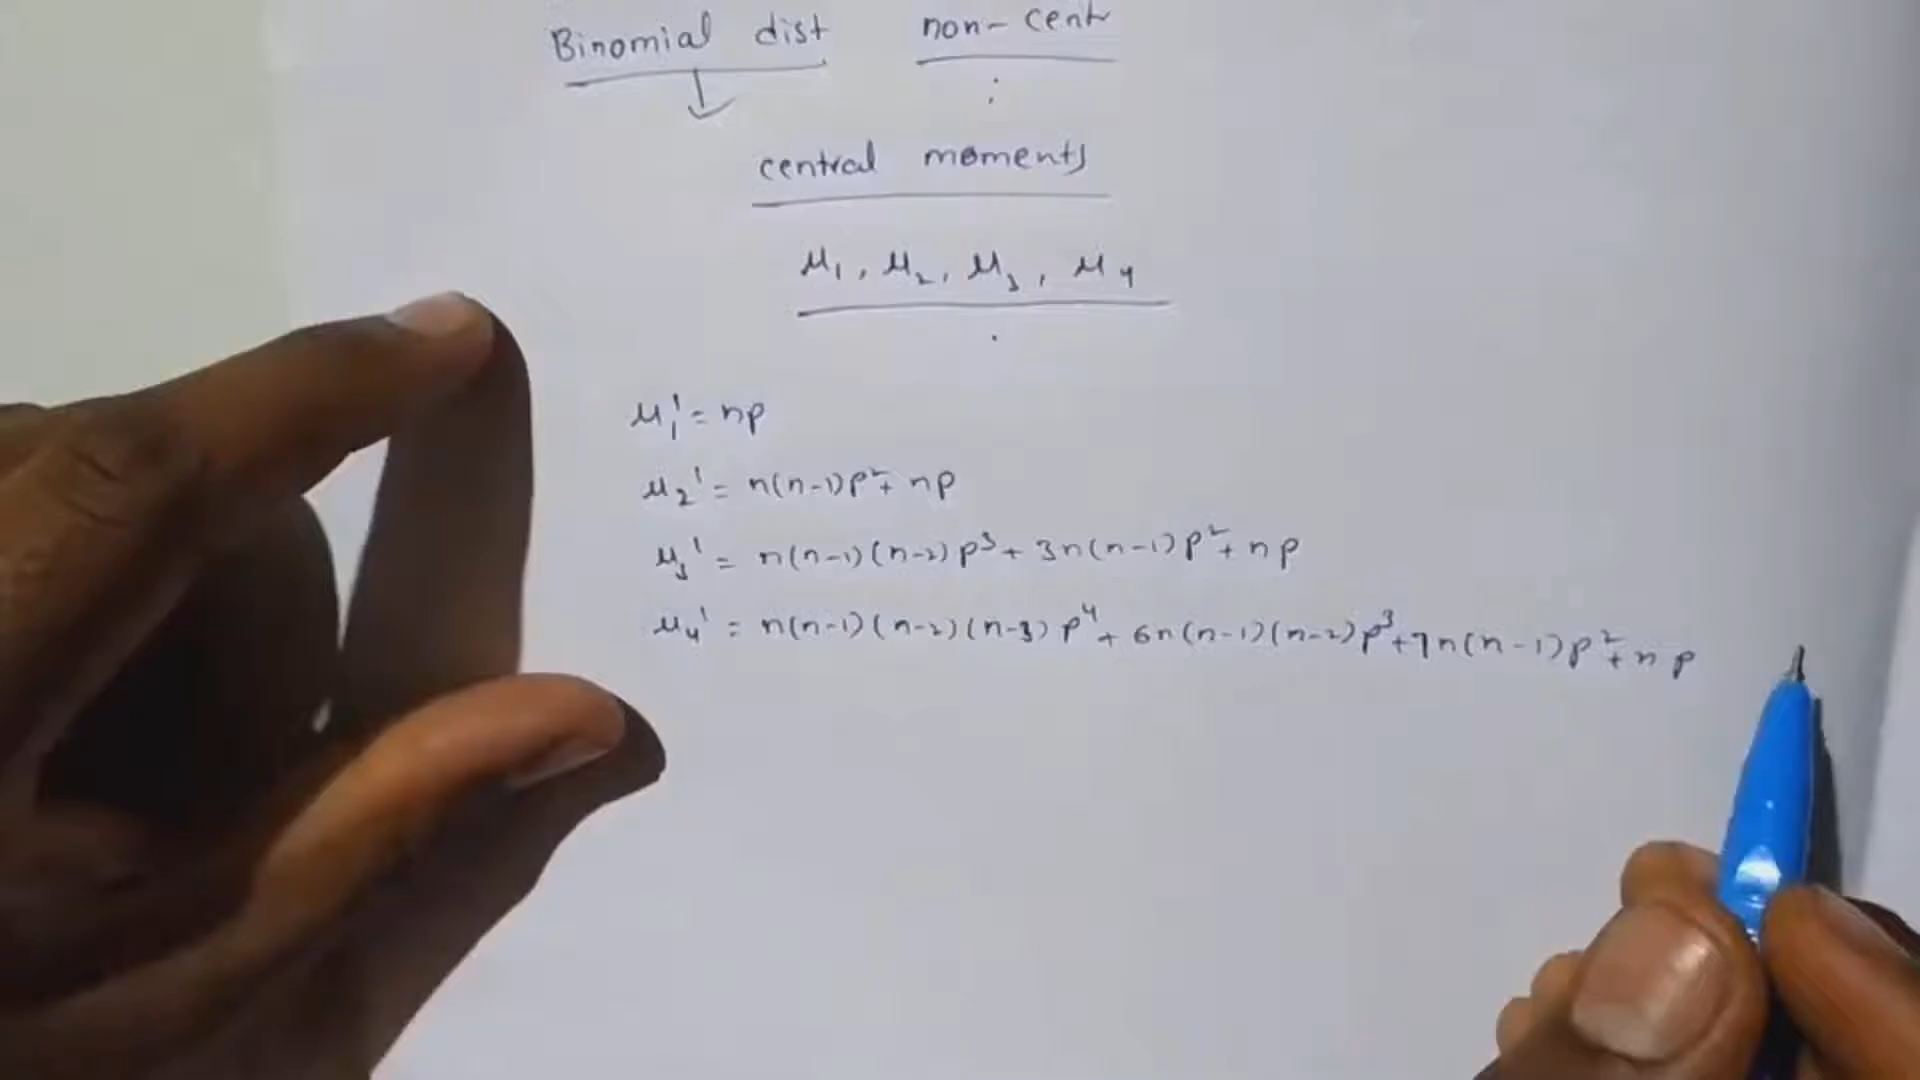 Binomial dist non-cent
central moments
μ₁, μ₂, μ₃, μ₄
μ₁' = np
μ₂' = n(n-1)p² + np
μ₃' = n(n-1)(n-2)p³ + 3n(n-1)p² + np
μ₄' = n(n-1)(n-2)(n-3)p⁴ + 6n(n-1)(n-2)p³ + 7n(n-1)p² + np